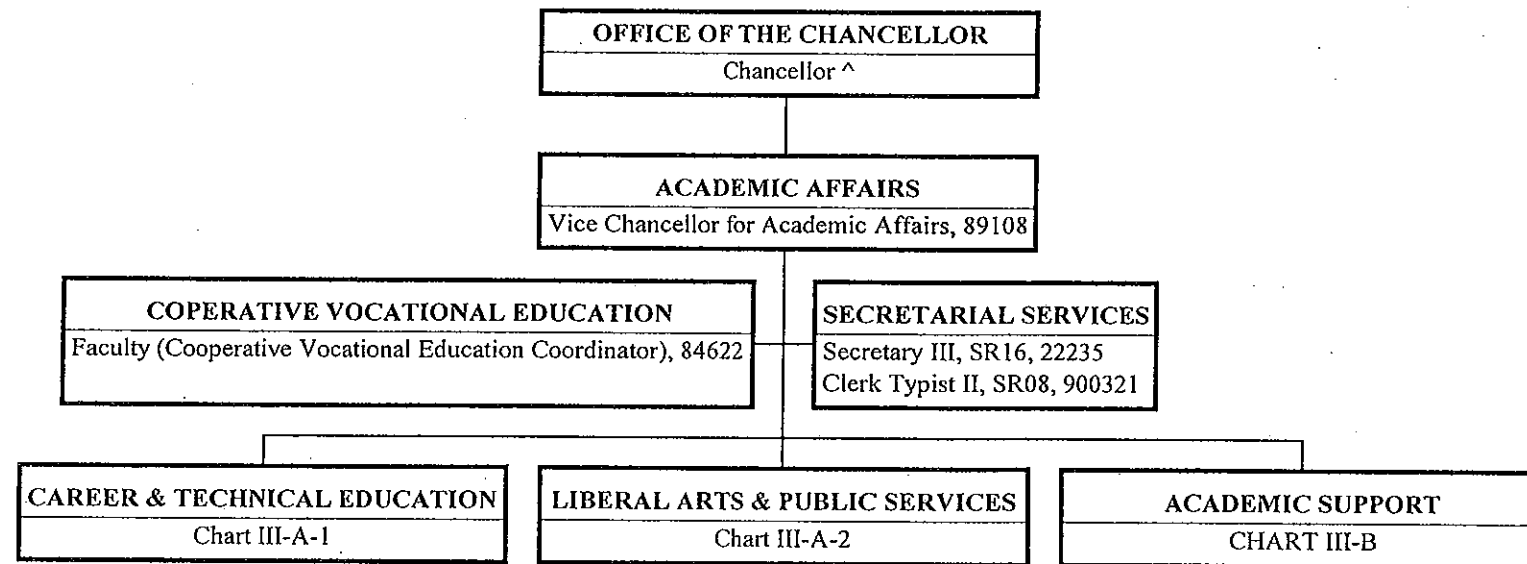 OFFICE OF THE CHANCELLOR
Chancellor ^
ACADEMIC AFFAIRS
Vice Chancellor for Academic Affairs, 89108
COPERATIVE VOCATIONAL EDUCATION
Faculty (Cooperative Vocational Education Coordinator), 84622
SECRETARIAL SERVICES
Secretary III, SR16, 22235
Clerk Typist II, SR08, 900321
CAREER & TECHNICAL EDUCATION
Chart III-A-1
LIBERAL ARTS & PUBLIC SERVICES
Chart III-A-2
ACADEMIC SUPPORT
CHART III-B